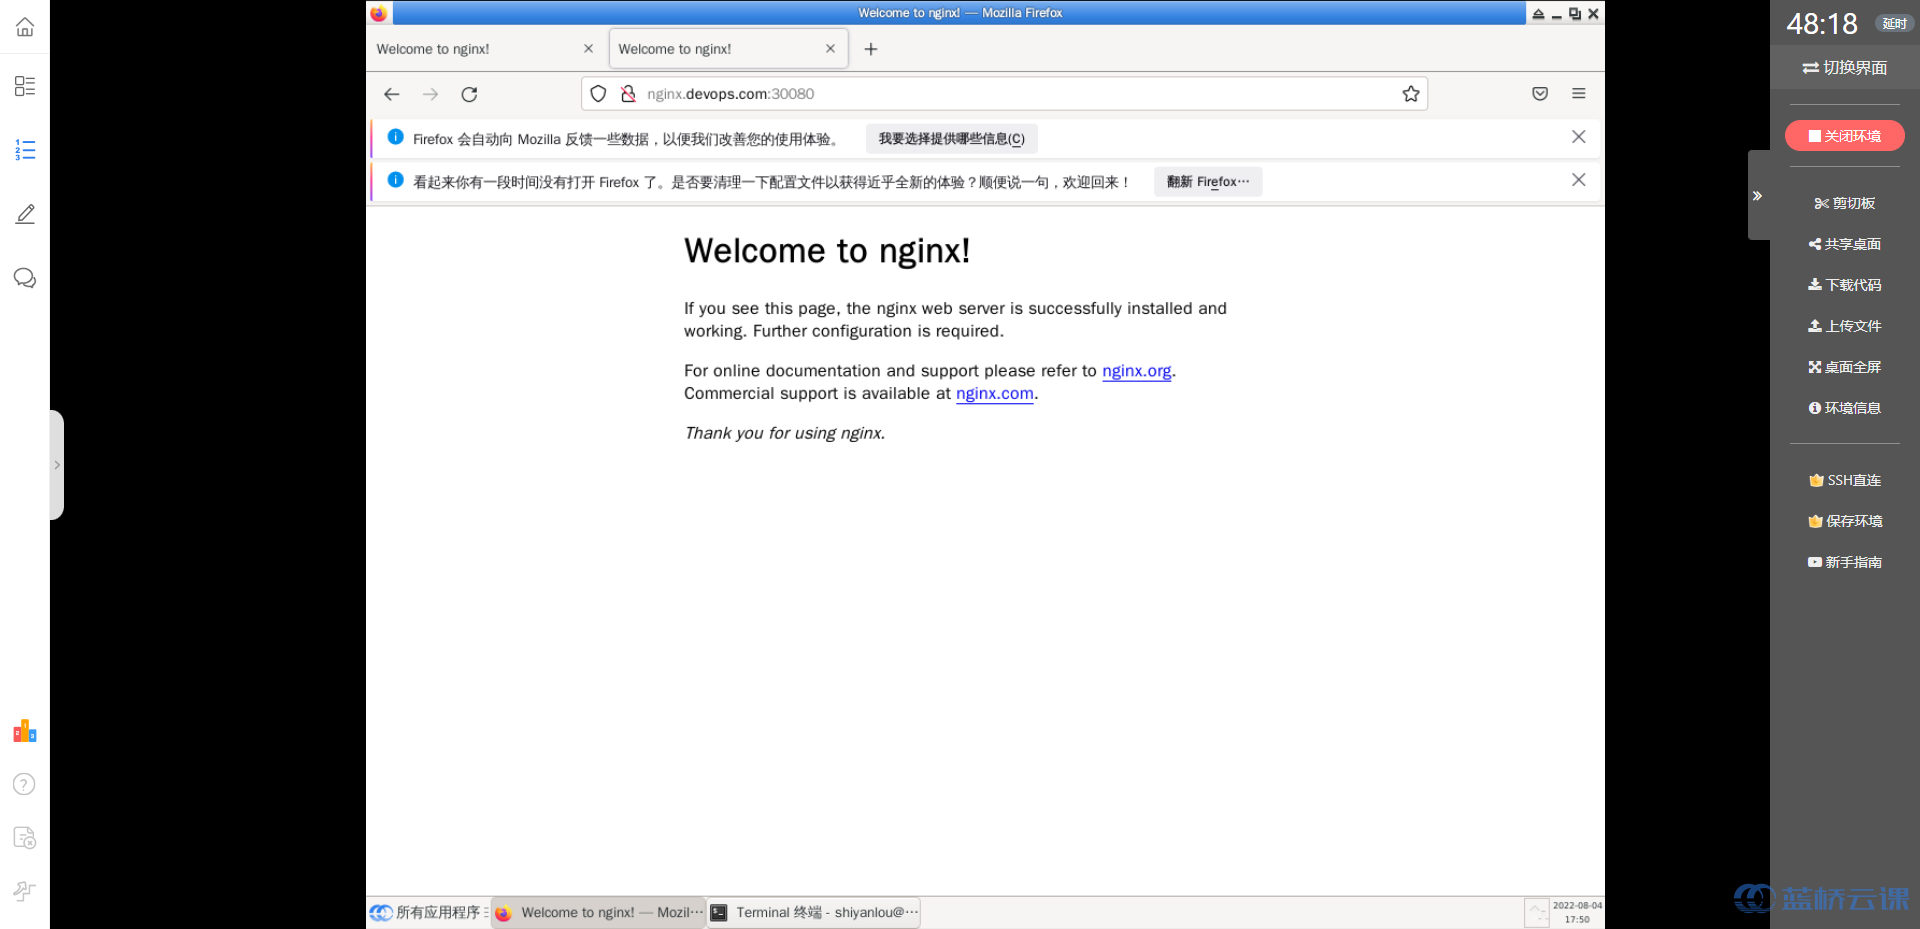 Welcome to nginx! — Mozilla Firefox
Welcome to nginx!
Welcome to nginx!
nginx.devops.com:30080
Firefox 会自动向 Mozilla 反馈一些数据，以便我们改善您的使用体验。
我要选择提供哪些信息(C)
看起来你有一段时间没有打开 Firefox 了。是否要清理一下配置文件以获得近乎全新的体验？顺便说一句，欢迎回来！
翻新 Firefox…
Welcome to nginx!
If you see this page, the nginx web server is successfully installed and
working. Further configuration is required.
For online documentation and support please refer to nginx.org.
Commercial support is available at nginx.com.
Thank you for using nginx.
所有应用程序
Welcome to nginx! — Mozil…
Terminal 终端 - shiyanlou@…
2022-08-04
17:50
48:18
延时
切换界面
关闭环境
剪切板
共享桌面
下载代码
上传文件
桌面全屏
环境信息
SSH直连
保存环境
新手指南
蓝桥云课